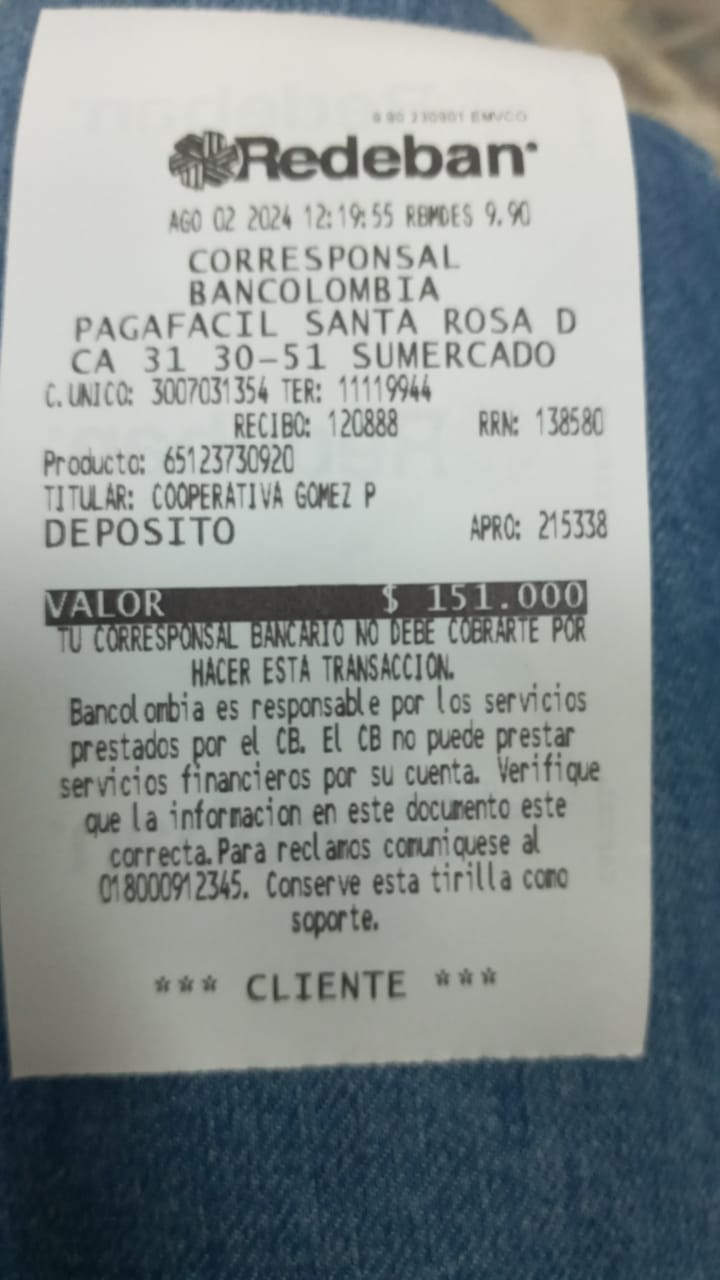 9.90 230901 EMVCO
Redeban
AGO 02 2024 12:19:55 RBMDES 9.90
CORRESPONSAL
BANCOLOMBIA
PAGAFACIL SANTA ROSA D
CA 31 30-51 SUMERCADO
C.UNICO: 3007031354 TER: 11119944
RECIBO: 120888 RRN: 138580
Producto: 65123730920
TITULAR: COOPERATIVA GOMEZ P
DEPOSITO APRO: 215338
VALOR $ 151.000
TU CORRESPONSAL BANCARIO NO DEBE COBRARTE POR
HACER ESTA TRANSACCION.
Bancolombia es responsable por los servicios
prestados por el CB. El CB no puede prestar
servicios financieros por su cuenta. Verifique
que la informacion en este documento este
correcta.Para reclamos comuniquese al
018000912345. Conserve esta tirilla como
soporte.
*** CLIENTE ***